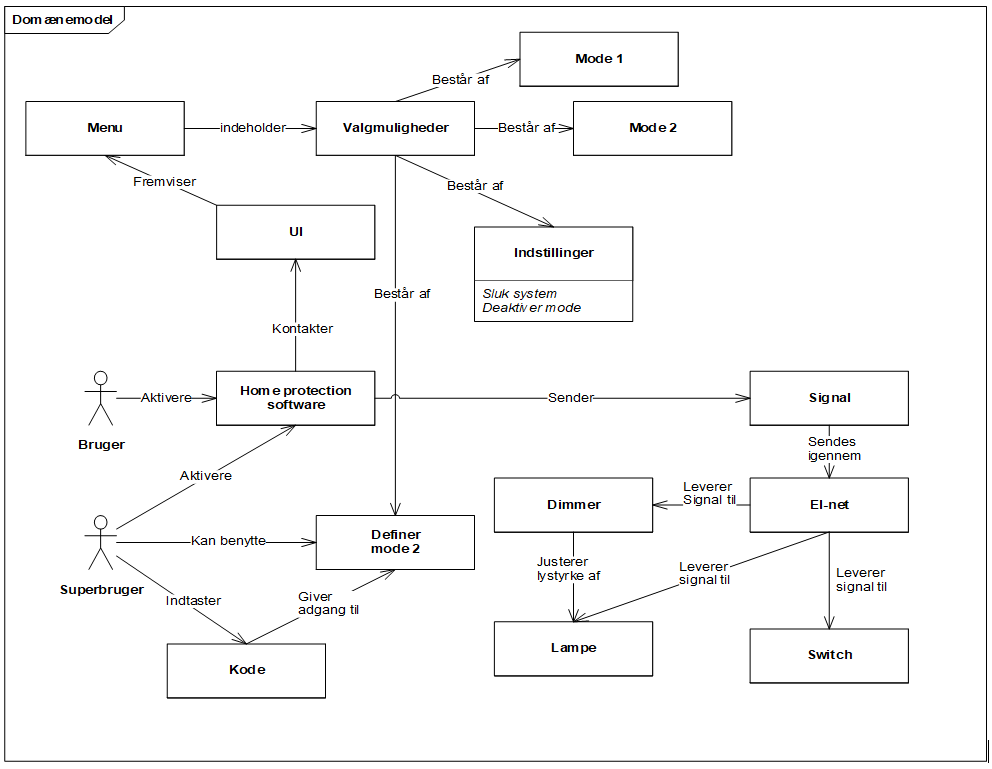 Domænemodel
Mode 1
Består af
Menu
indeholder
Valgmuligheder
Består af
Mode 2
Fremviser
Består af
UI
Indstillinger
Sluk system
Deaktiver mode
Består af
Kontakter
Bruger
Aktivere
Home protection
software
Sender
Signal
Sendes
igennem
Aktivere
Superbruger
Kan benytte
Definer
mode 2
Dimmer
Leverer
Signal til
El-net
Indtaster
Giver
adgang til
Justerer
lystyrke af
Leverer
signal til
Leverer
signal til
Kode
Lampe
Switch